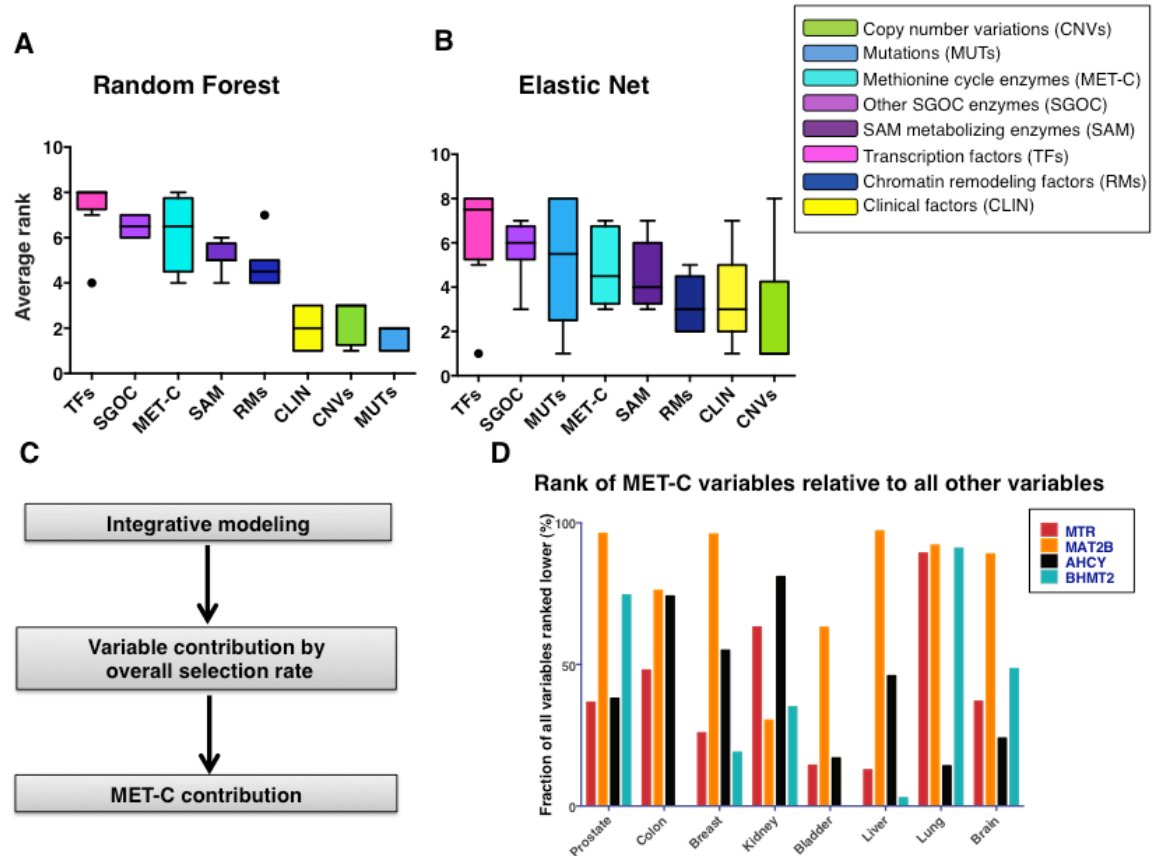 A
Random Forest
Average rank
10
8
6
4
2
0
TFs
SGOC
MET-C
SAM
RMs
CLIN
CNVs
MUTs
B
Elastic Net
10
8
6
4
2
0
TFs
SGOC
MUTs
MET-C
SAM
RMs
CLIN
CNVs
Copy number variations (CNVs)
Mutations (MUTs)
Methionine cycle enzymes (MET-C)
Other SGOC enzymes (SGOC)
SAM metabolizing enzymes (SAM)
Transcription factors (TFs)
Chromatin remodeling factors (RMs)
Clinical factors (CLIN)
C
Integrative modeling
Variable contribution by
overall selection rate
MET-C contribution
D
Rank of MET-C variables relative to all other variables
Fraction of all variables ranked lower (%)
100
50
0
Prostate
Colon
Breast
Kidney
Bladder
Liver
Lung
Brain
MTR
MAT2B
AHCY
BHMT2